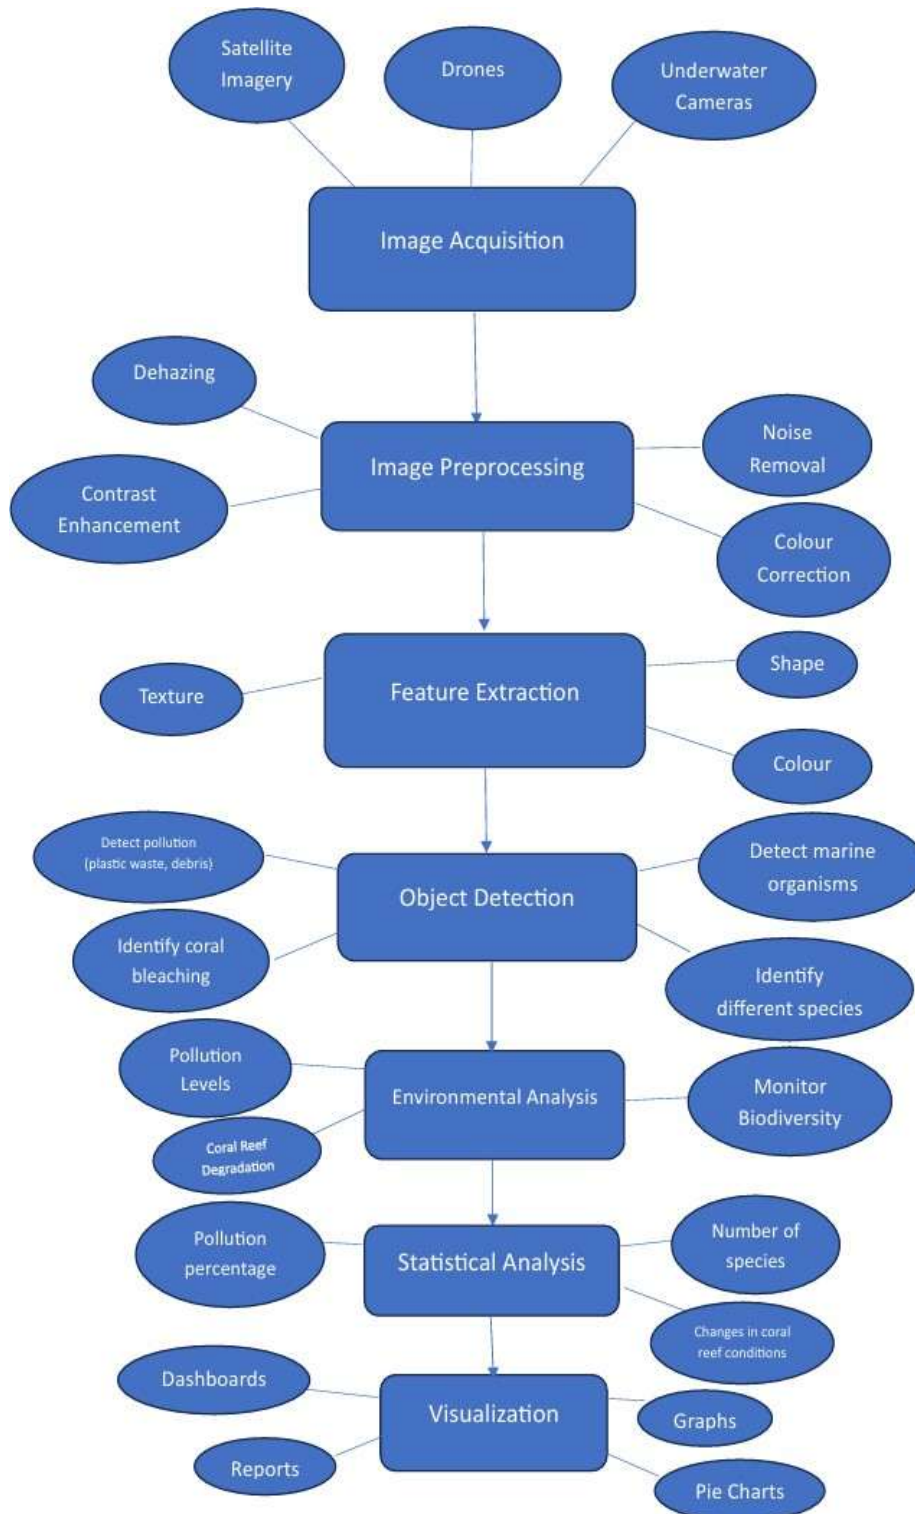 Satellite
Imagery
Drones
Underwater
Cameras
Image Acquisition
Dehazing
Noise
Removal
Image Preprocessing
Contrast
Enhancement
Colour
Correction
Shape
Feature Extraction
Texture
Colour
Detect pollution
(plastic waste, debris)
Detect marine
organisms
Object Detection
Identify coral
bleaching
Identify
different species
Pollution
Levels
Environmental Analysis
Monitor
Biodiversity
Coral Reef
Degradation
Pollution
percentage
Statistical Analysis
Number of
species
Changes in coral
reef conditions
Dashboards
Visualization
Graphs
Reports
Pie Charts